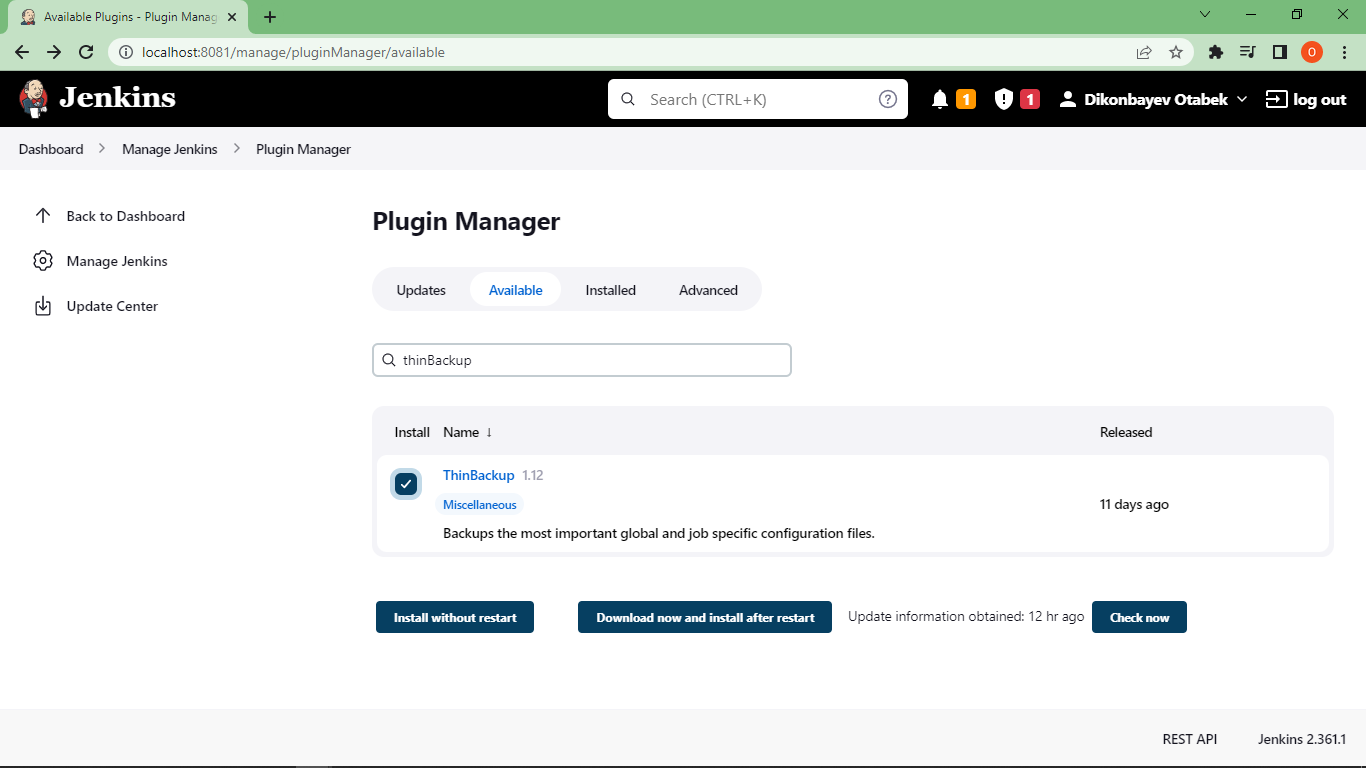 Available Plugins - Plugin Manag
localhost:8081/manage/pluginManager/available
O
Jenkins
Search (CTRL+K)
1
1
Dikonbayev Otabek
log out
Dashboard
Manage Jenkins
Plugin Manager
Back to Dashboard
Manage Jenkins
Update Center
Plugin Manager
Updates
Available
Installed
Advanced
thinBackup
Install Name ↓ Released
ThinBackup 1.12
Miscellaneous
11 days ago
Backups the most important global and job specific configuration files.
Install without restart
Download now and install after restart
Update information obtained: 12 hr ago
Check now
REST API
Jenkins 2.361.1